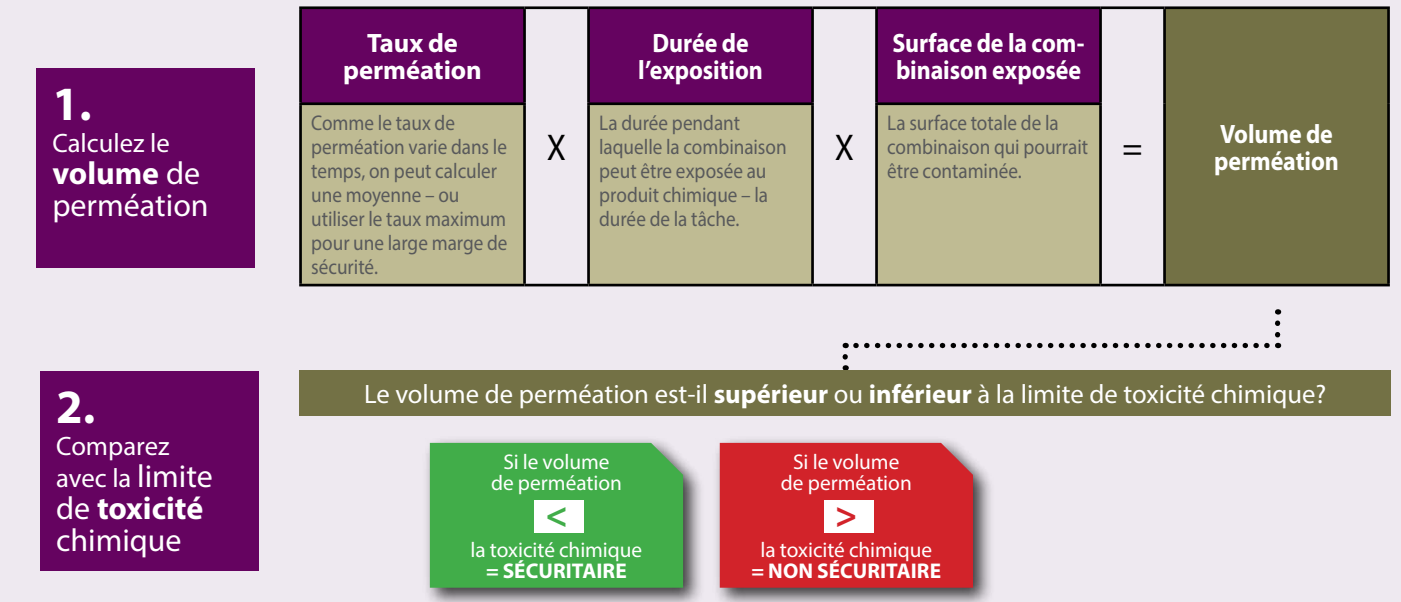 1.
Calculez le
volume de
perméation
Taux de
perméation
Comme le taux de
perméation varie dans le
temps, on peut calculer
une moyenne – ou
utiliser le taux maximum
pour une large marge de
sécurité.
X
Durée de
l’exposition
La durée pendant
laquelle la combinaison
peut être exposée au
produit chimique – la
durée de la tâche.
X
Surface de la com-
binaison exposée
La surface totale de la
combinaison qui pourrait
être contaminée.
=
Volume de
perméation
2.
Comparez
avec la limite
de toxicité
chimique
Le volume de perméation est-il supérieur ou inférieur à la limite de toxicité chimique?
Si le volume
de perméation
<
la toxicité chimique
= SÉCURITAIRE
Si le volume
de perméation
>
la toxicité chimique
= NON SÉCURITAIRE